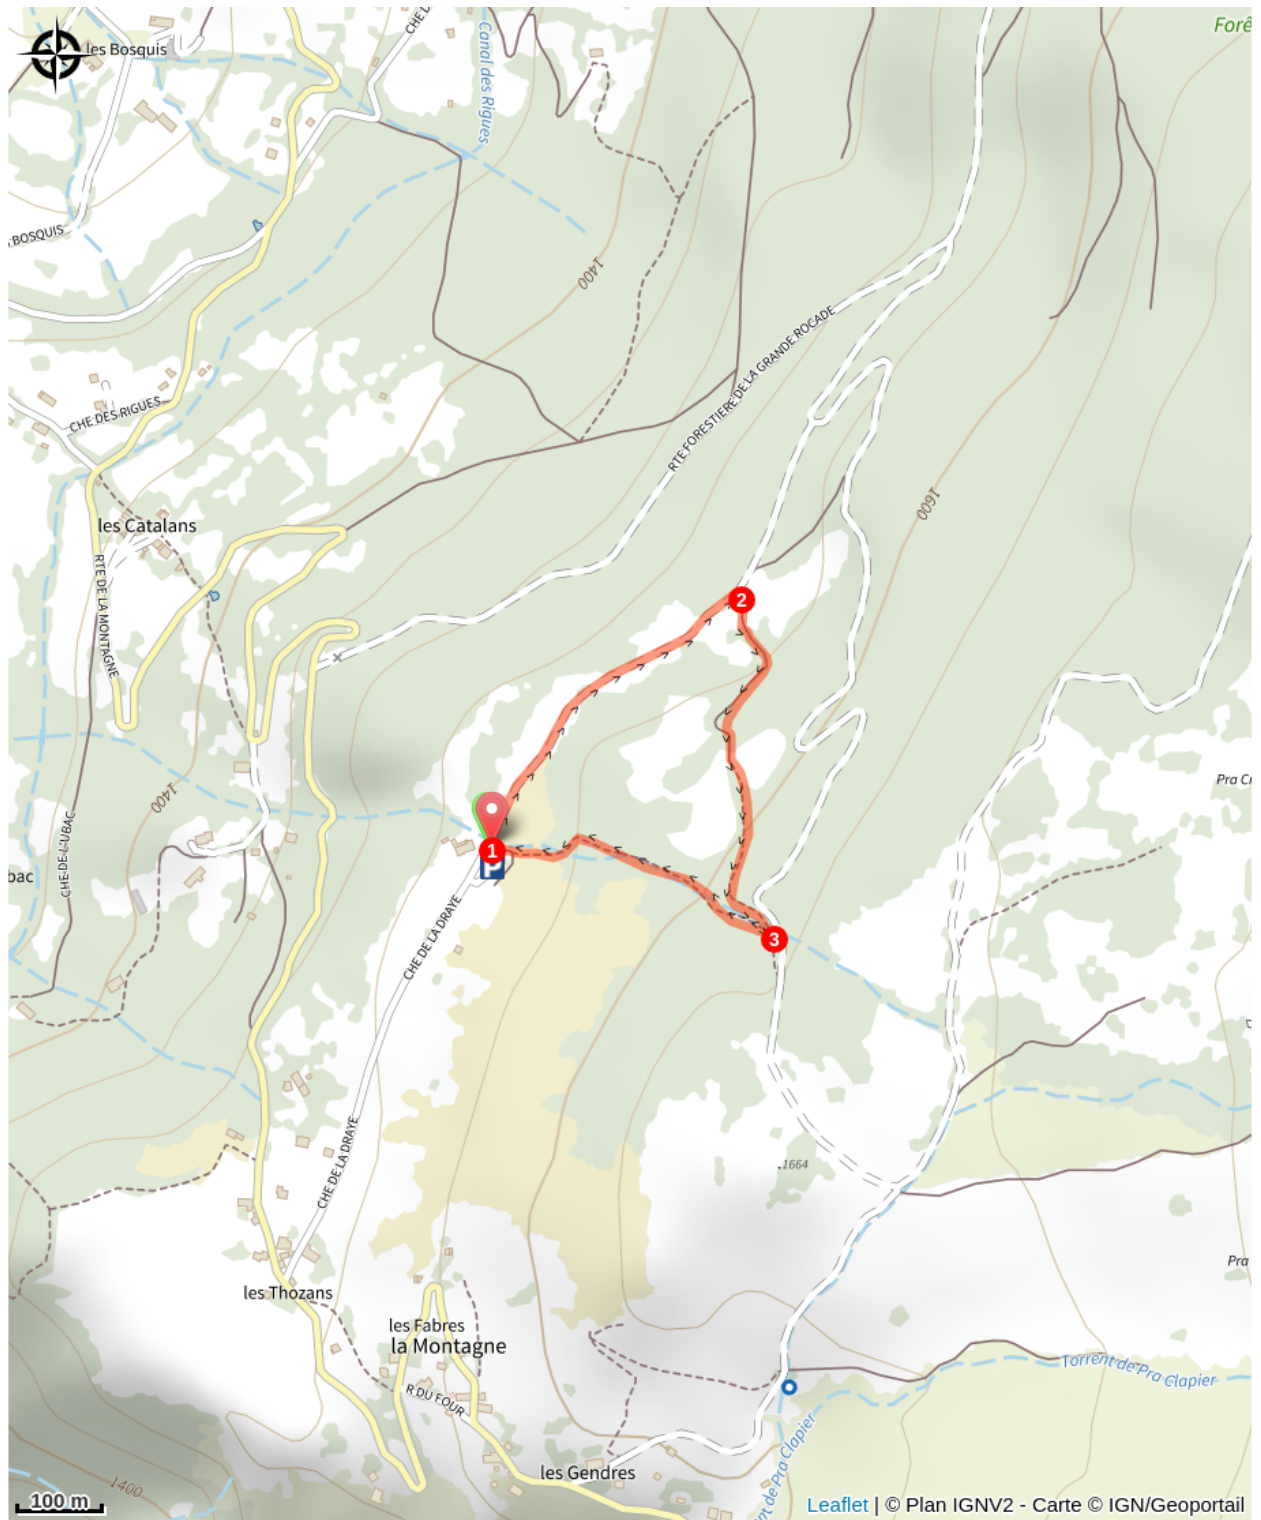 CHE
Forê
les Bosquis
Canal des Rigues
BOSQUIS
1400
RTE FORESTIERE DE LA GRANDE ROCADE
CHE DES RIGUES
1600
les Catalans
RTE DE LA MONTAGNE
2
1400
Pra
CHE DE L'UBAC
1
P
bac
CHE DE LA DRAYE
3
CHE DE LA DRAYE
.1664
Pra
les Thozans
les Fabres
la Montagne
Torrent de Pra Clapier
R DU FOUR
nt de Pra Clapier
les Gendres
1400
100 m
Leaflet | © Plan IGNV2 - Carte © IGN/Geoportail